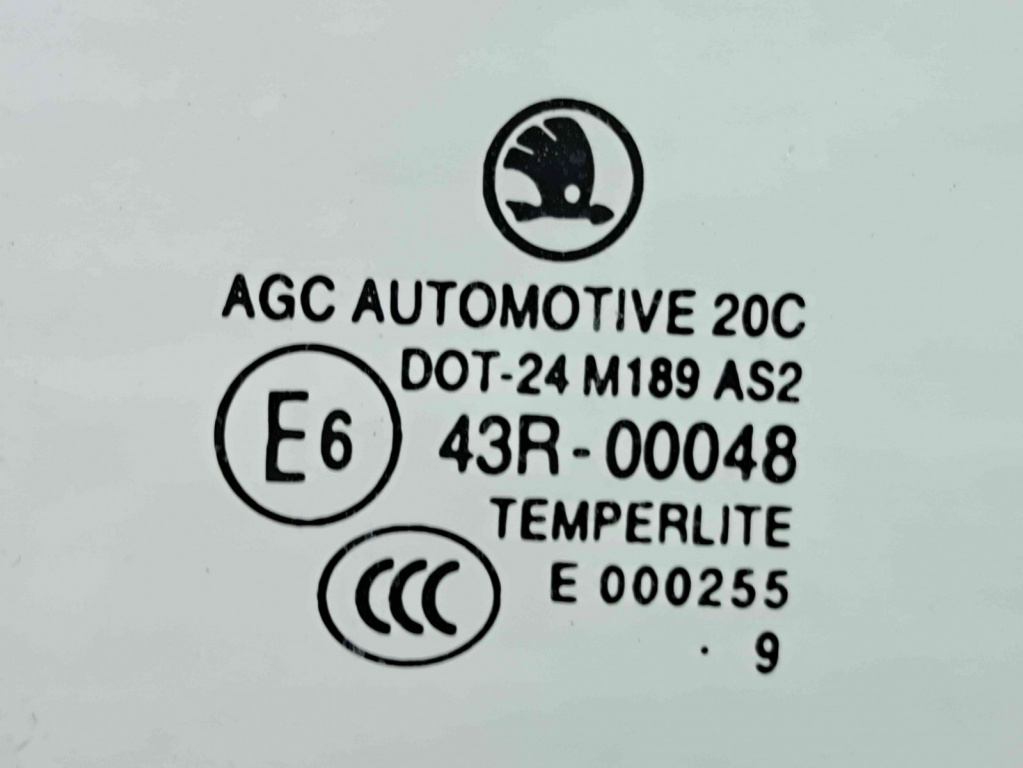 AGC AUTOMOTIVE 20C
DOT-24 M189 AS2
E6
43R-00048
TEMPERLITE
CCC
E 000255
. 9